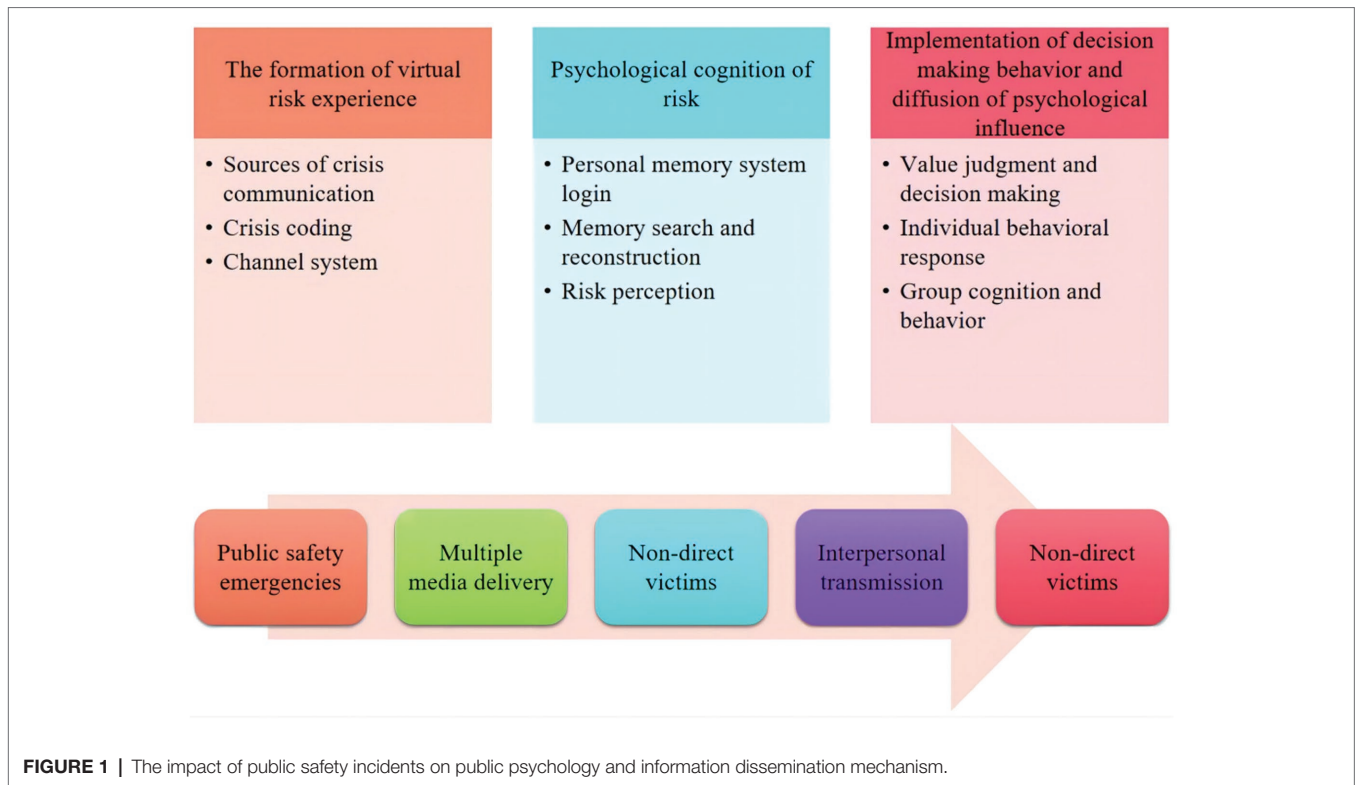 The formation of virtual
risk experience
• Sources of crisis
communication
• Crisis coding
• Channel system
Psychological cognition of
risk
• Personal memory system
login
• Memory search and
reconstruction
• Risk perception
Implementation of decision
making behavior and
diffusion of psychological
influence
• Value judgment and
decision making
• Individual behavioral
response
• Group cognition and
behavior
Public safety
emergencies
Multiple
media delivery
Non-direct
victims
Interpersonal
transmission
Non-direct
victims
FIGURE 1 | The impact of public safety incidents on public psychology and information dissemination mechanism.